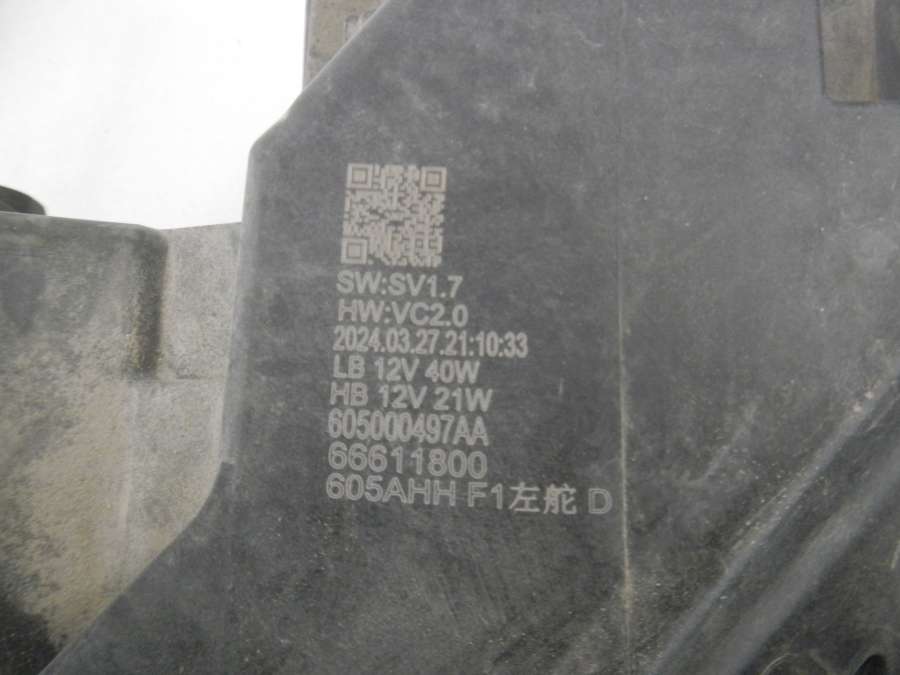 SW:SV1.7
HW:VC2.0
2024.03.27.21:10:33
LB 12V 40W
HB 12V 21W
605000497AA
66611800
605AHH F1左舵 D